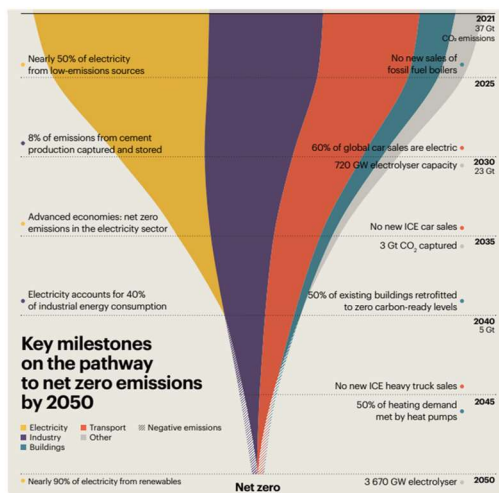 2021
37 Gt
CO₂ emissions
Nearly 50% of electricity
from low-emissions sources
No new sales of
fossil fuel boilers
2025
8% of emissions from cement
production captured and stored
60% of global car sales are electric
720 GW electrolyser capacity
2030
23 Gt
Advanced economies: net zero
emissions in the electricity sector
No new ICE car sales
3 Gt CO₂ captured
2035
Electricity accounts for 40%
of industrial energy consumption
50% of existing buildings retrofitted
to zero carbon-ready levels
2040
5 Gt
Key milestones
on the pathway
to net zero emissions
by 2050
No new ICE heavy truck sales
2045
50% of heating demand
met by heat pumps
Electricity Transport Negative emissions
Industry Other
Buildings
Nearly 90% of electricity from renewables
Net zero
3 670 GW electrolyser
2050